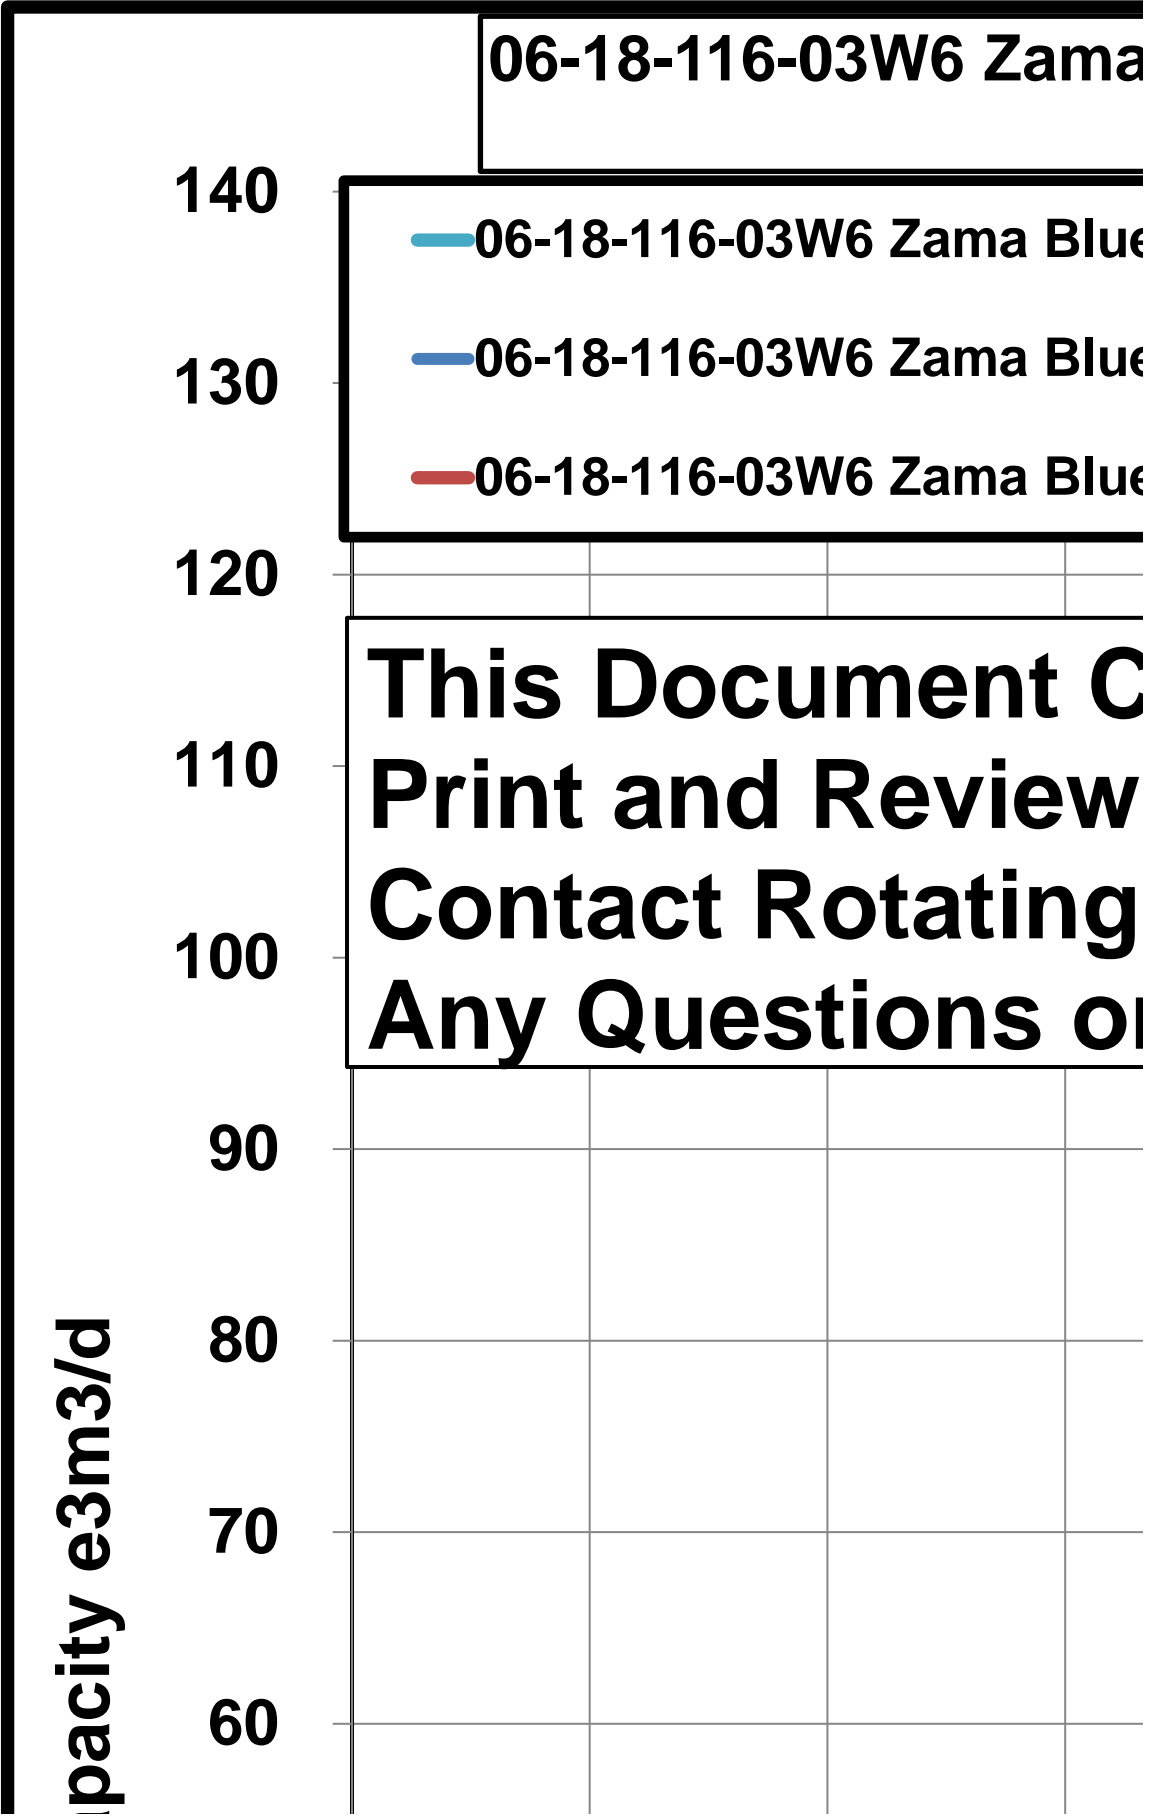 06-18-116-03W6 Zama
140
06-18-116-03W6 Zama Blue
130
06-18-116-03W6 Zama Blue
06-18-116-03W6 Zama Blue
120
This Document
110
Print and Review
Contact Rotating
100
Any Questions or
90
80
e3m3/d
70
60